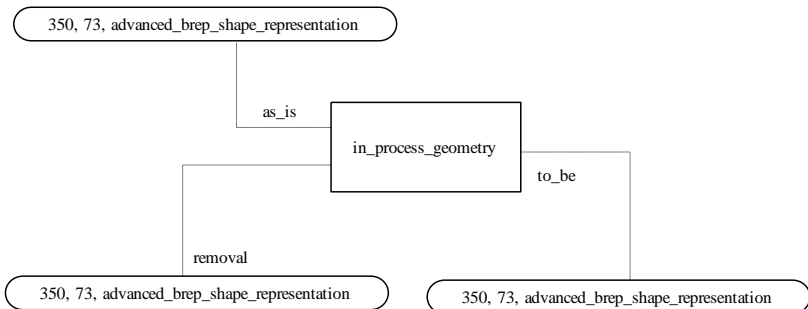 350, 73, advanced_brep_shape_representation
as_is
in_process_geometry
to_be
removal
350, 73, advanced_brep_shape_representation
350, 73, advanced_brep_shape_representation